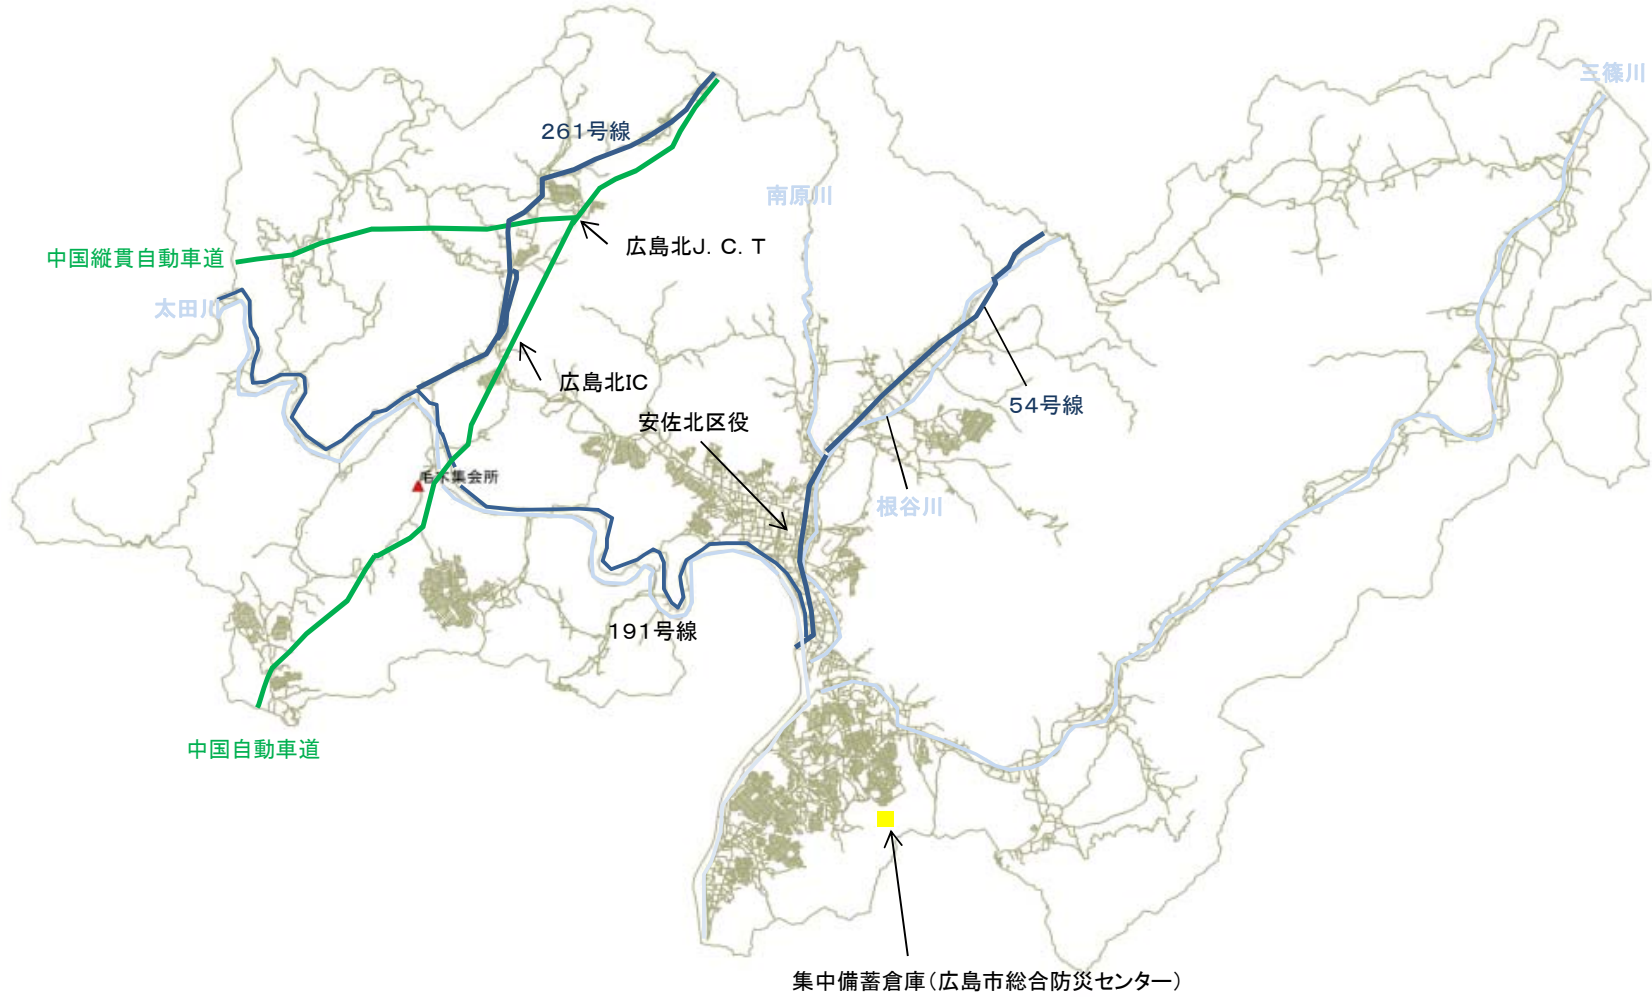 三篠川
261号線
南原川
広島北J.C.T
中国縦貫自動車道
太田川
広島北IC
54号線
安佐北区役
毛木集会所
根谷川
191号線
中国自動車道
集中備蓄倉庫(広島市総合防災センター)